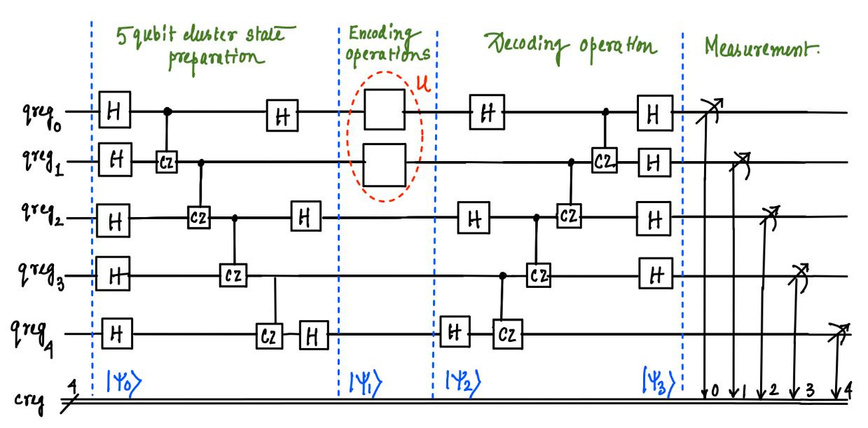 5 qubit cluster state
preparation
Encoding
operations
Decoding operation
Measurement.
U
qreg0 H H H H
qreg1 H CZ CZ H
qreg2 H CZ H H CZ H
qreg3 H CZ CZ H
qreg4 H CZ H H CZ
creg 4 |Ψ0⟩ |Ψ1⟩ |Ψ2⟩ |Ψ3⟩ 0 1 2 3 4